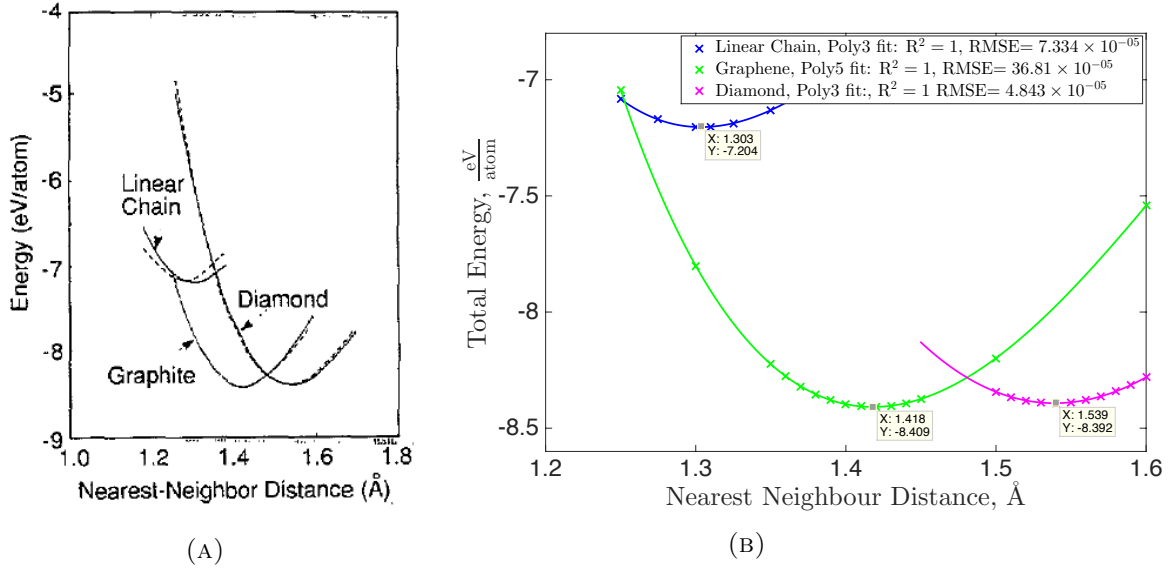 -4
-5
-6
-7
-8
-9
Energy (eV/atom)
Linear
Chain
Diamond
Graphite
1.0
1.2
1.4
1.6
1.8
Nearest-Neighbor Distance (Å)
(A)
Linear Chain, Poly3 fit: R² = 1, RMSE= 7.334 × 10⁻⁰⁵
Graphene, Poly5 fit: R² = 1, RMSE= 36.81 × 10⁻⁰⁵
Diamond, Poly3 fit:, R² = 1 RMSE= 4.843 × 10⁻⁰⁵
-7
-7.5
-8
-8.5
Total Energy, eV/atom
X: 1.303
Y: -7.204
X: 1.418
Y: -8.409
X: 1.539
Y: -8.392
1.2
1.3
1.4
1.5
1.6
Nearest Neighbour Distance, Å
(B)